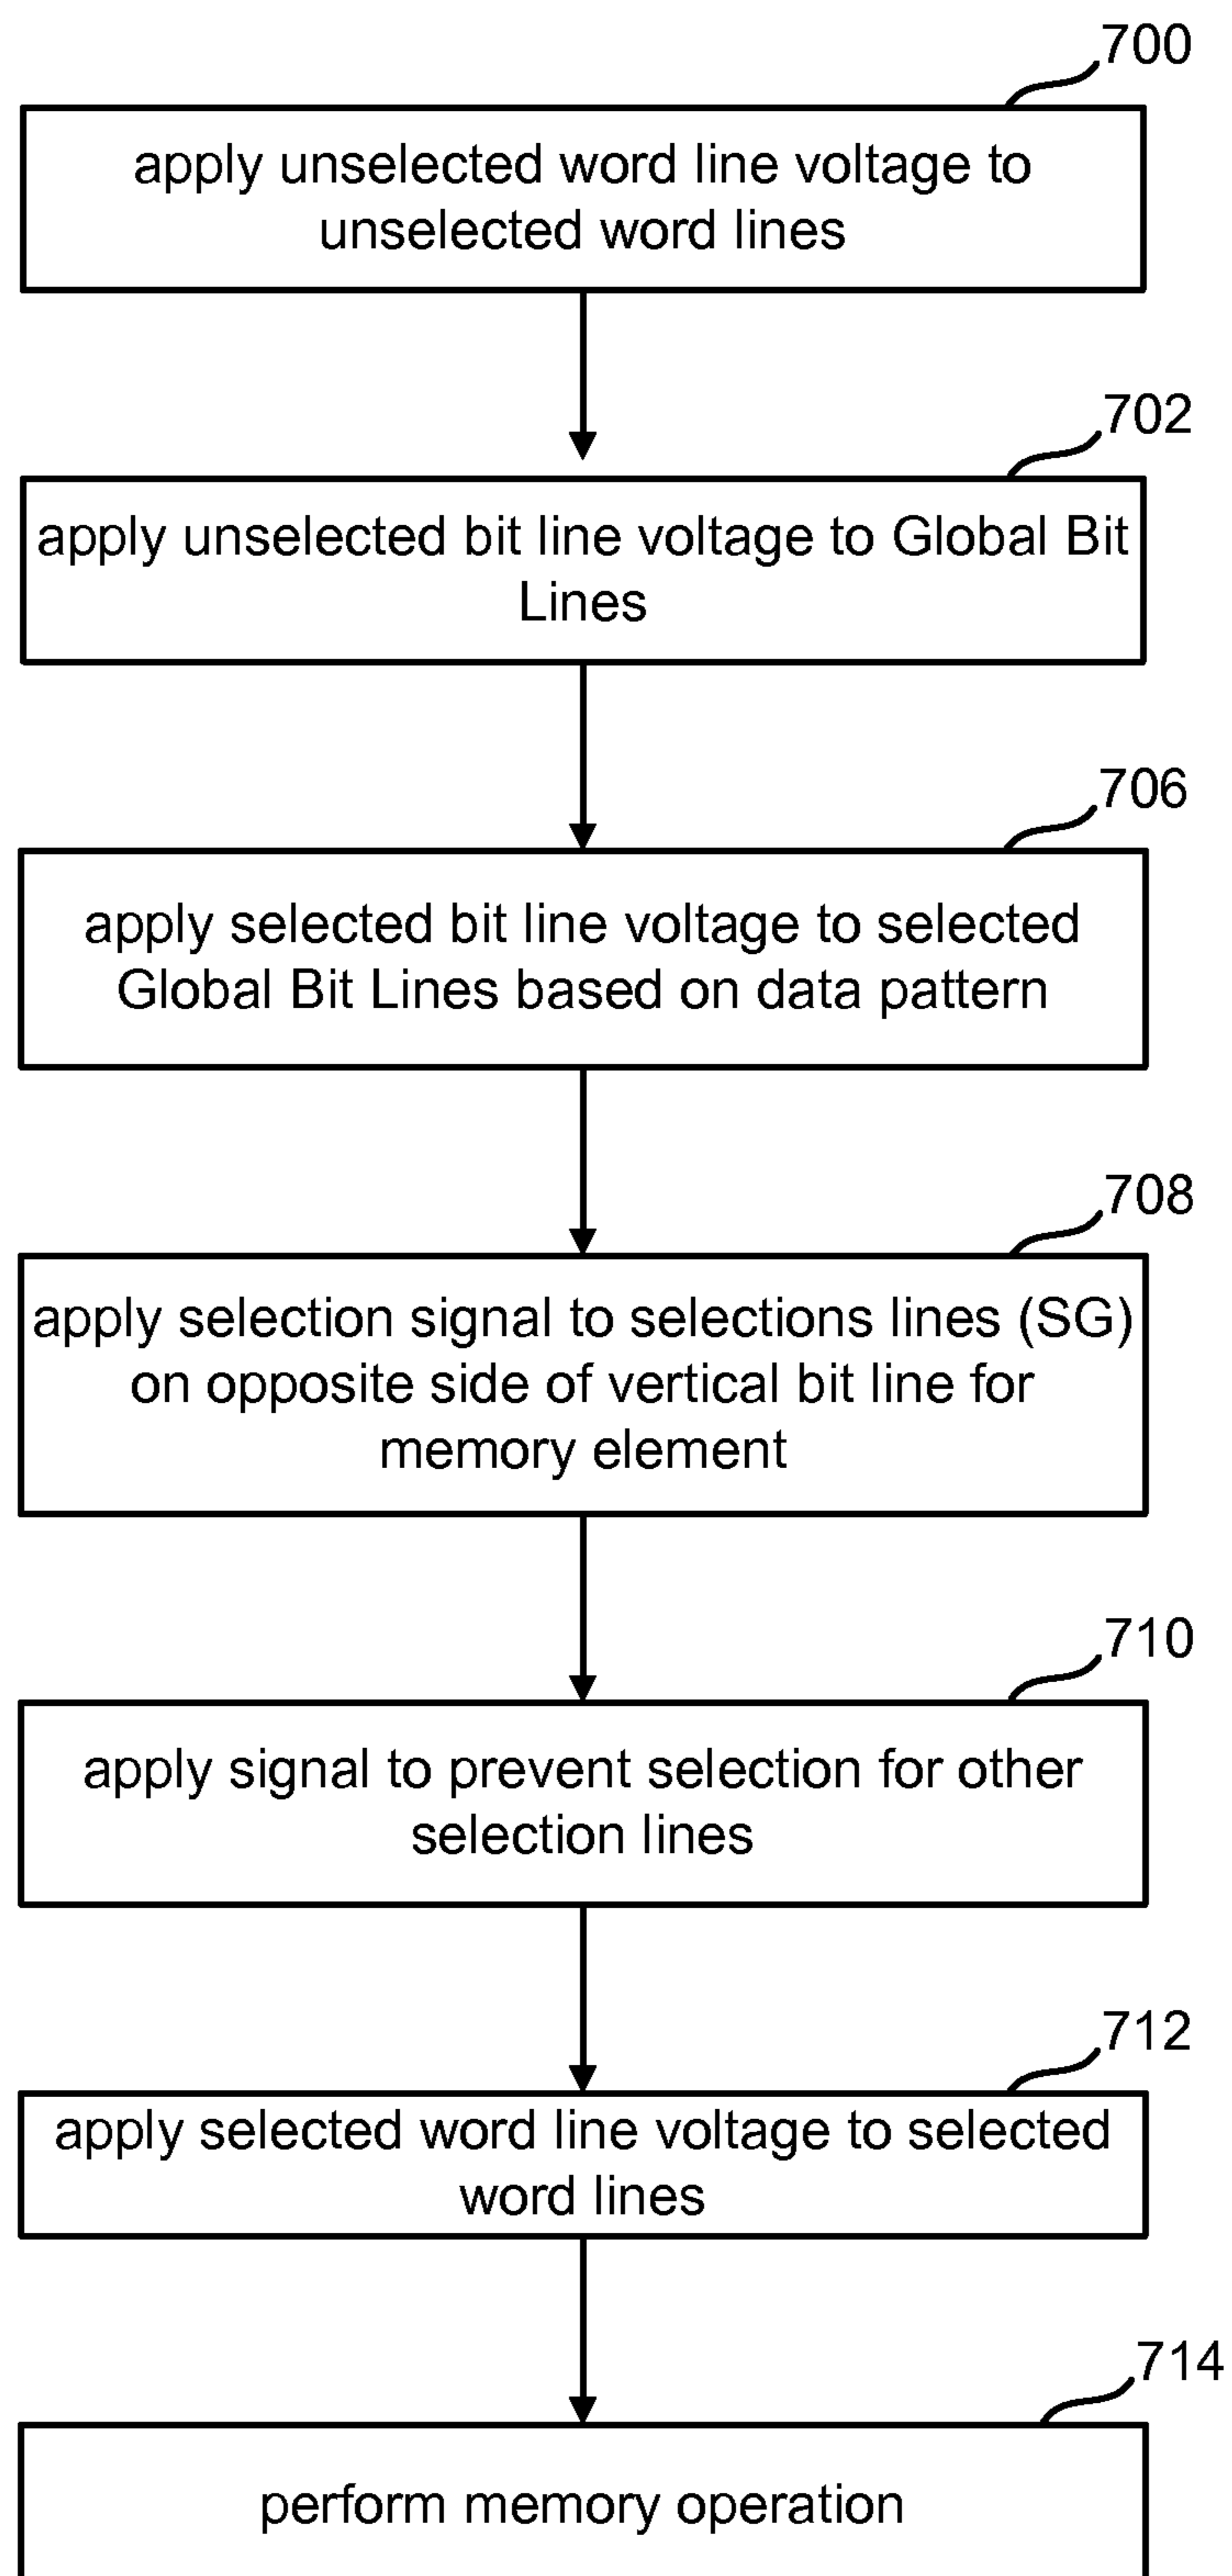 700
apply unselected word line voltage to
unselected word lines
702
apply unselected bit line voltage to Global Bit
Lines
706
apply selected bit line voltage to selected
Global Bit Lines based on data pattern
708
apply selection signal to selections lines (SG)
on opposite side of vertical bit line for
memory element
710
apply signal to prevent selection for other
selection lines
712
apply selected word line voltage to selected
word lines
714
perform memory operation